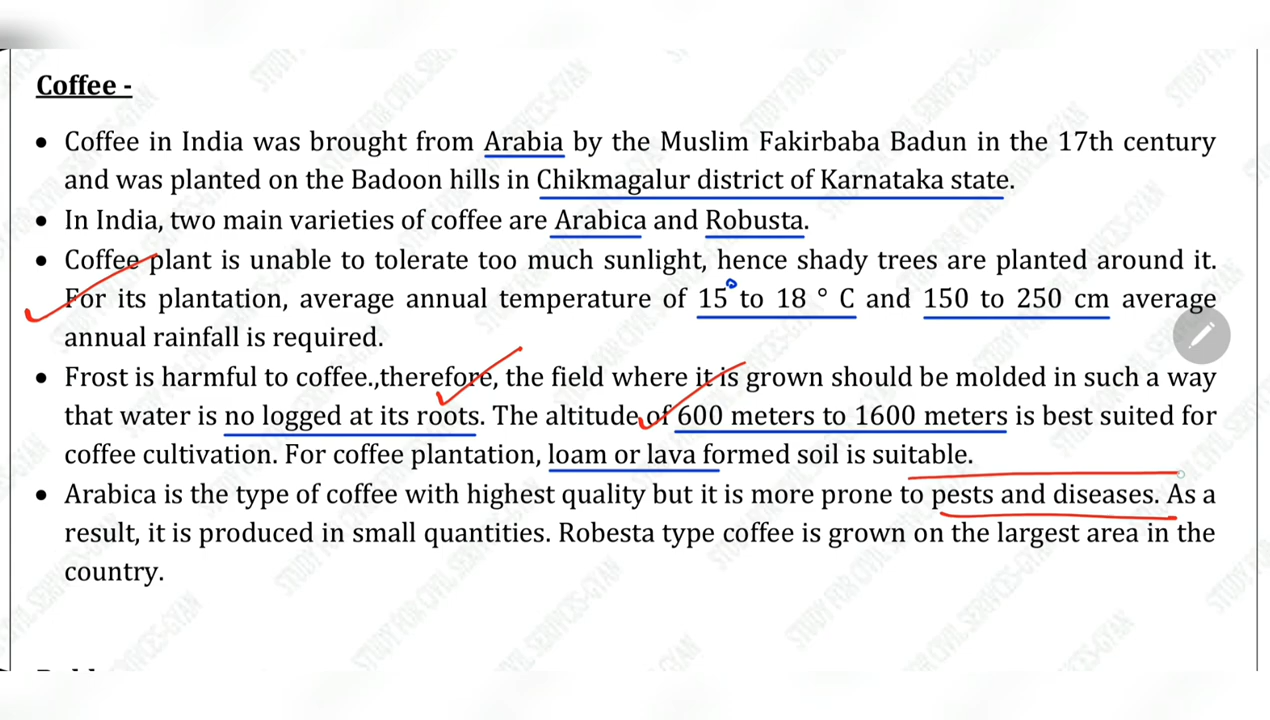 Coffee -
• Coffee in India was brought from Arabia by the Muslim Fakirbaba Badun in the 17th century
and was planted on the Badoon hills in Chikmagalur district of Karnataka state.
• In India, two main varieties of coffee are Arabica and Robusta.
• Coffee plant is unable to tolerate too much sunlight, hence shady trees are planted around it.
For its plantation, average annual temperature of 15° to 18 ° C and 150 to 250 cm average
annual rainfall is required.
• Frost is harmful to coffee.,therefore, the field where it is grown should be molded in such a way
that water is no logged at its roots. The altitude of 600 meters to 1600 meters is best suited for
coffee cultivation. For coffee plantation, loam or lava formed soil is suitable.
• Arabica is the type of coffee with highest quality but it is more prone to pests and diseases. As a
result, it is produced in small quantities. Robesta type coffee is grown on the largest area in the
country.